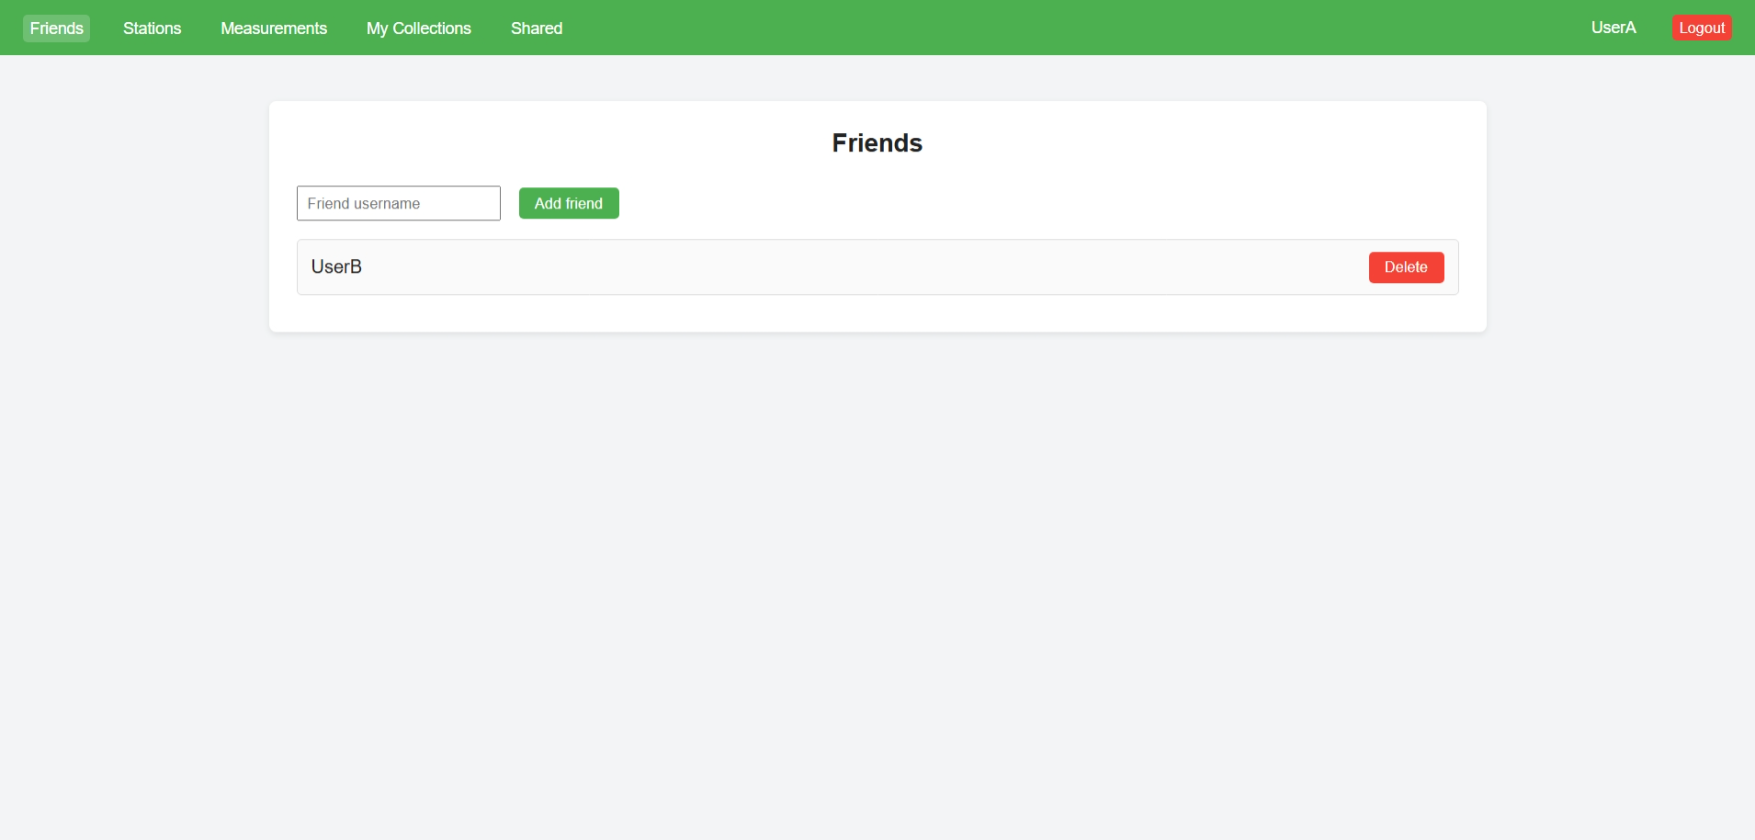 Friends Stations Measurements My Collections Shared UserA Logout
Friends
Friend username Add friend
UserB Delete